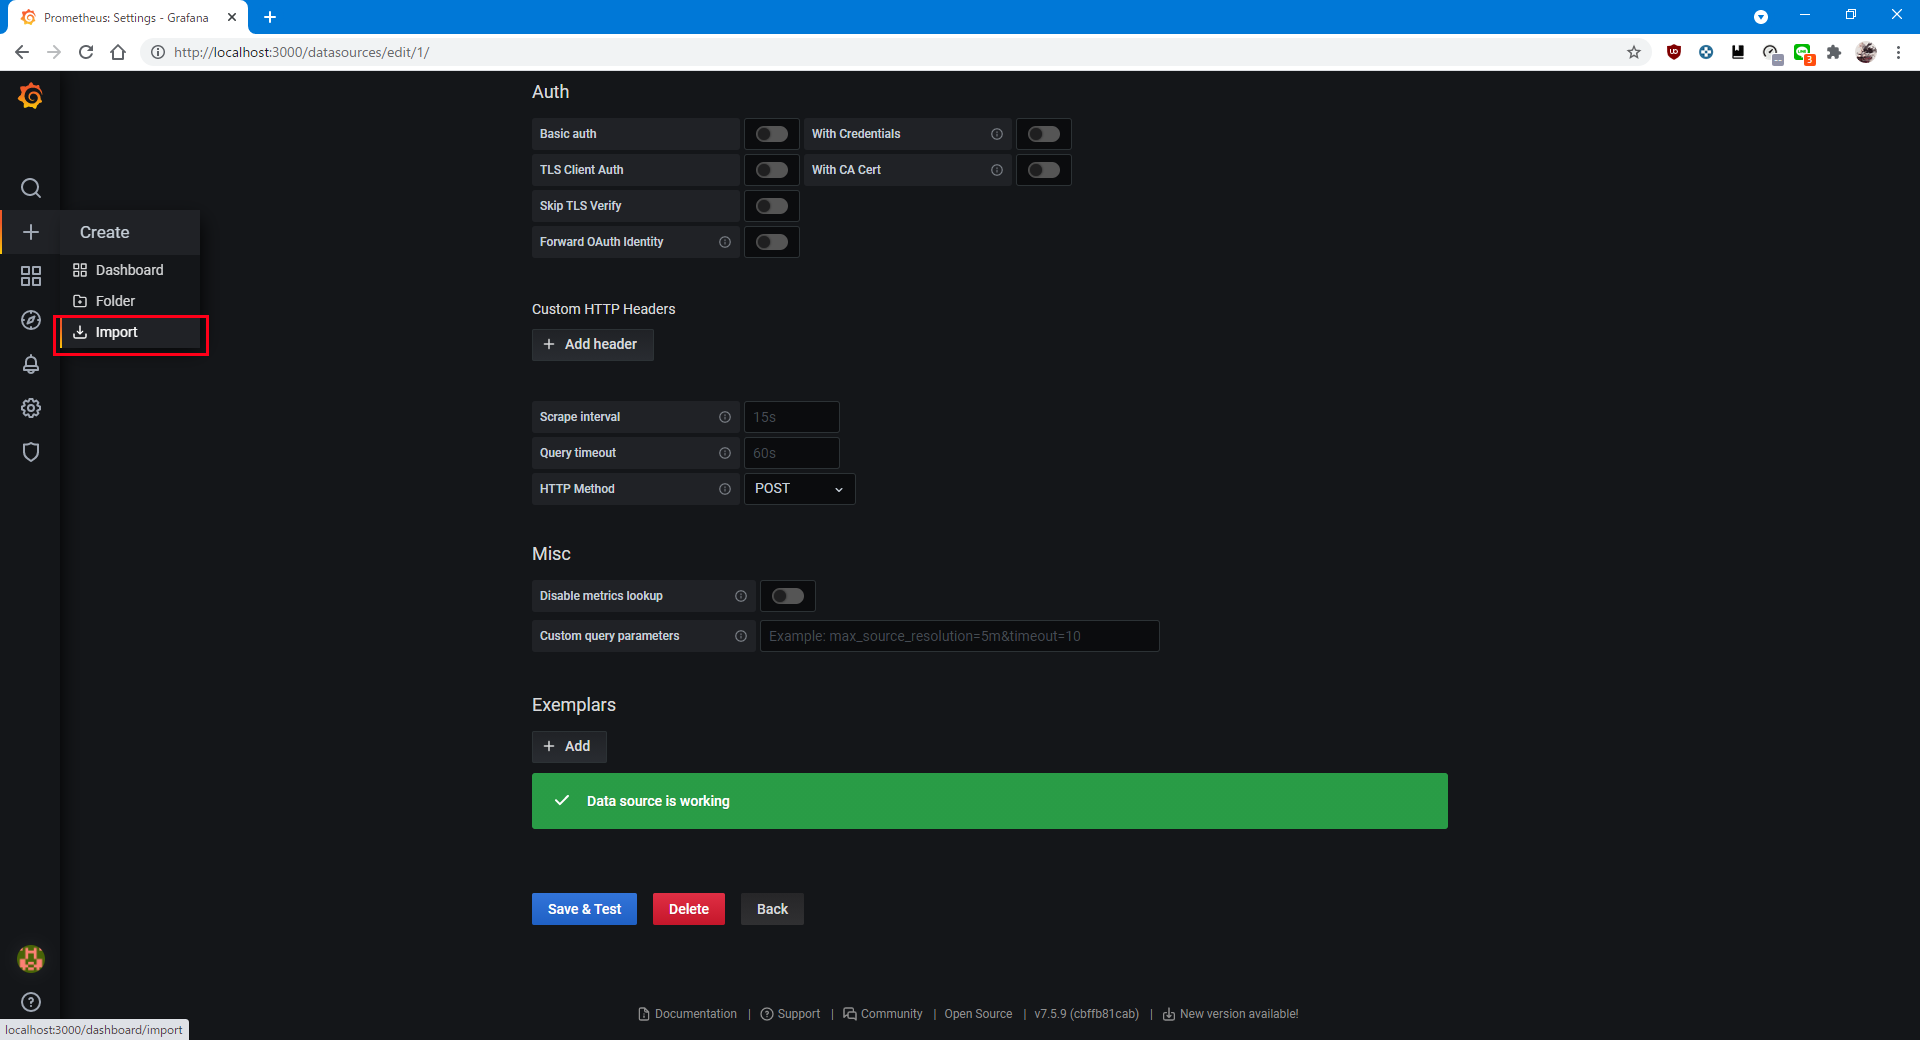 Prometheus: Settings - Grafana
http://localhost:3000/datasources/edit/1/
3
Auth
Basic auth
With Credentials
TLS Client Auth
With CA Cert
Skip TLS Verify
Forward OAuth Identity
Create
Dashboard
Folder
Import
Custom HTTP Headers
Add header
Scrape interval
15s
Query timeout
60s
HTTP Method
POST
Misc
Disable metrics lookup
Custom query parameters
Example: max_source_resolution=5m&timeout=10
Exemplars
Add
Data source is working
Save & Test
Delete
Back
Documentation | Support | Community | Open Source | v7.5.9 (cbffb81cab) | New version available!
localhost:3000/dashboard/import